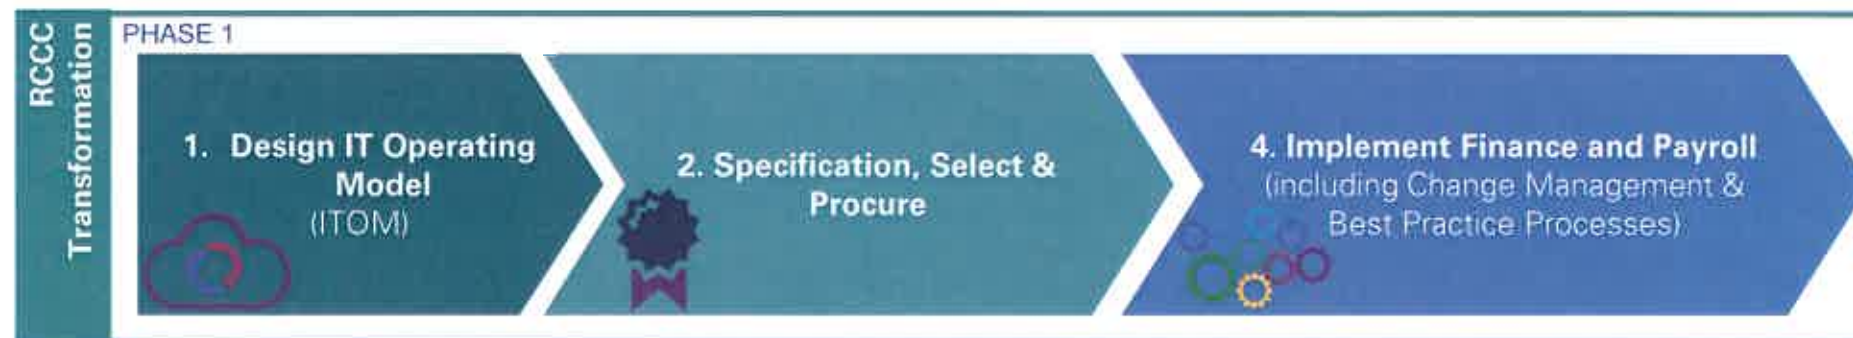 RCCC
Transformation
PHASE 1
1. Design IT Operating
Model
(ITOM)
2. Specification, Select &
Procure
4. Implement Finance and Payroll
(including Change Management &
Best Practice Processes)